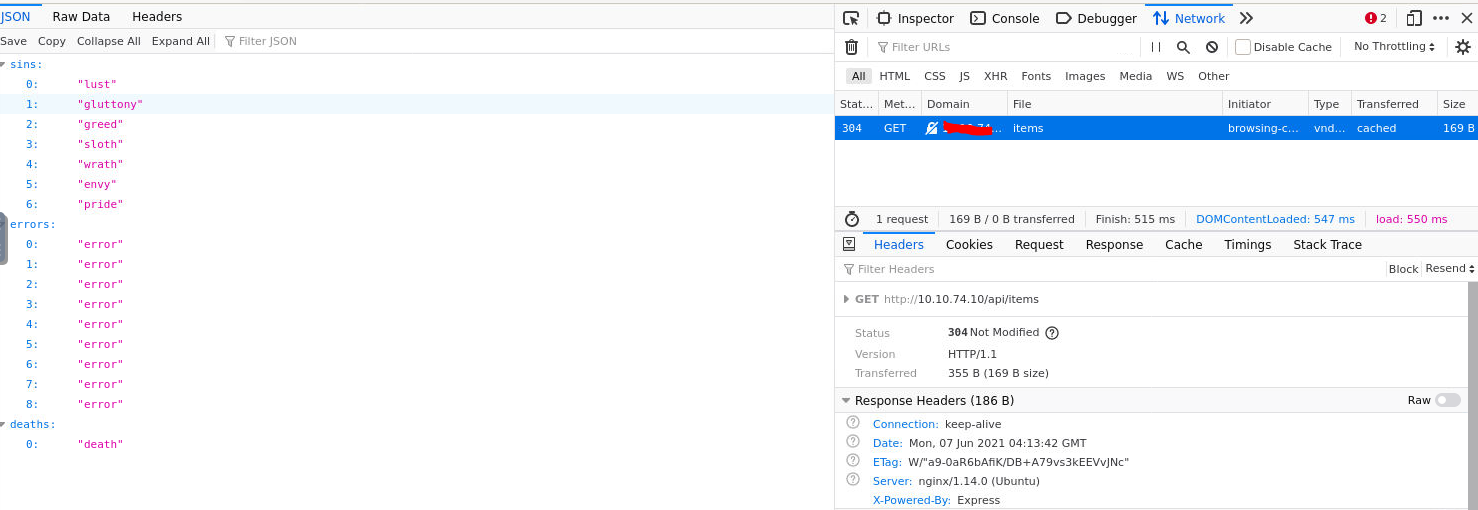 JSON Raw Data Headers
Save Copy Collapse All Expand All Filter JSON
sins:
0: "lust"
1: "gluttony"
2: "greed"
3: "sloth"
4: "wrath"
5: "envy"
6: "pride"
errors:
0: "error"
1: "error"
2: "error"
3: "error"
4: "error"
5: "error"
6: "error"
7: "error"
8: "error"
deaths:
0: "death"
Inspector Console Debugger Network 2
Filter URLs Disable Cache No Throttling
All HTML CSS JS XHR Fonts Images Media WS Other
Stat... Met... Domain File Initiator Type Transferred Size
304 GET items browsing-c... vnd... cached 169 B
1 request 169 B / 0 B transferred Finish: 515 ms DOMContentLoaded: 547 ms load: 550 ms
Headers Cookies Request Response Cache Timings Stack Trace
Filter Headers Block Resend
GET http://10.10.74.10/api/items
Status 304 Not Modified
Version HTTP/1.1
Transferred 355 B (169 B size)
Response Headers (186 B) Raw
Connection: keep-alive
Date: Mon, 07 Jun 2021 04:13:42 GMT
ETag: W/"a9-0aR6bAfiK/DB+A79vs3kEEVvJNc"
Server: nginx/1.14.0 (Ubuntu)
X-Powered-By: Express